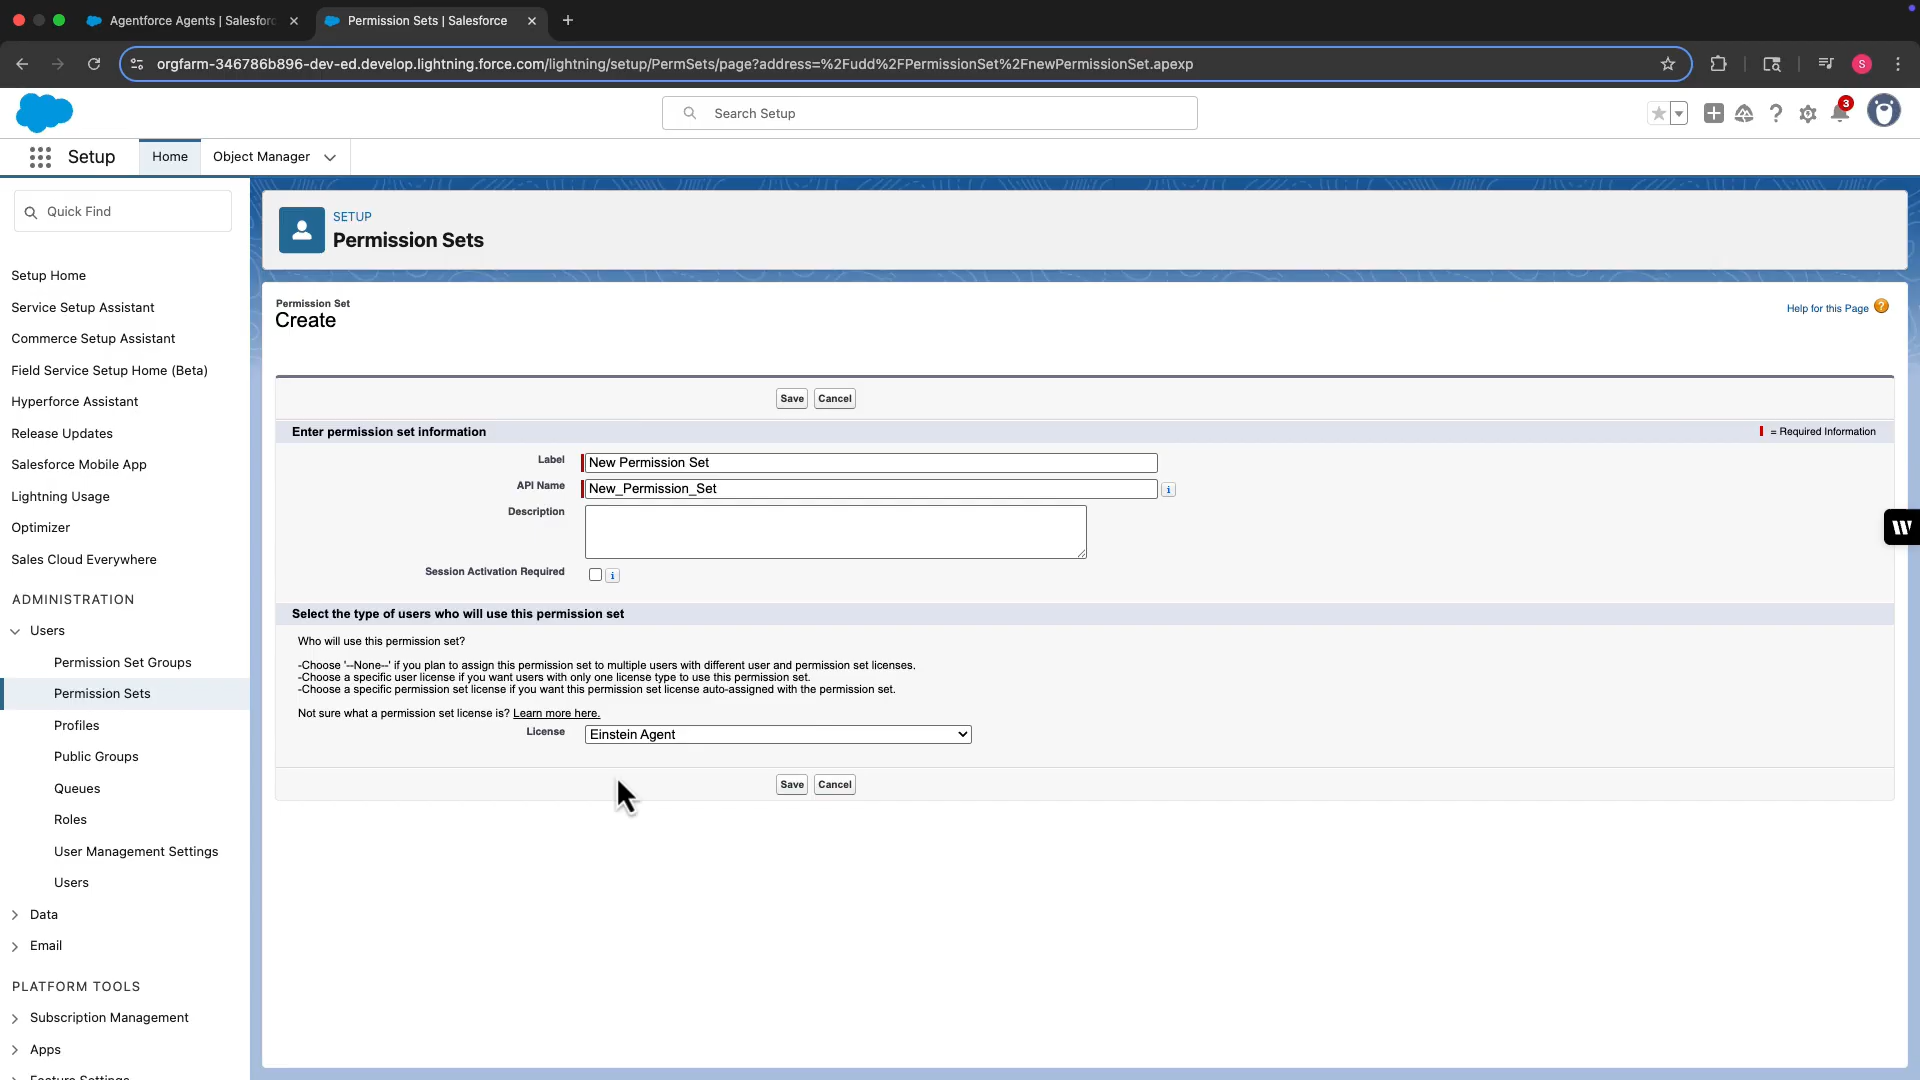 Agentforce Agents | Salesforc
Permission Sets | Salesforce
orgfarm-346786b896-dev-ed.develop.lightning.force.com/lightning/setup/PermSets/page?address=%2Fudd%2FPermissionSet%2FnewPermissionSet.apexp
S
Search Setup
3
Setup
Home
Object Manager
Quick Find
SETUP
Permission Sets
Setup Home
Service Setup Assistant
Commerce Setup Assistant
Field Service Setup Home (Beta)
Hyperforce Assistant
Release Updates
Salesforce Mobile App
Lightning Usage
Optimizer
Sales Cloud Everywhere
ADMINISTRATION
Users
Permission Set Groups
Permission Sets
Profiles
Public Groups
Queues
Roles
User Management Settings
Users
Data
Email
PLATFORM TOOLS
Subscription Management
Apps
Feature Settings
Permission Set
Create
Help for this Page ?
Save Cancel
Enter permission set information
= Required Information
Label New Permission Set
API Name New_Permission_Set i
Description
Session Activation Required i
Select the type of users who will use this permission set
Who will use this permission set?
-Choose '--None--' if you plan to assign this permission set to multiple users with different user and permission set licenses.
-Choose a specific user license if you want users with only one license type to use this permission set.
-Choose a specific permission set license if you want this permission set license auto-assigned with the permission set.
Not sure what a permission set license is? Learn more here.
License Einstein Agent
Save Cancel
W